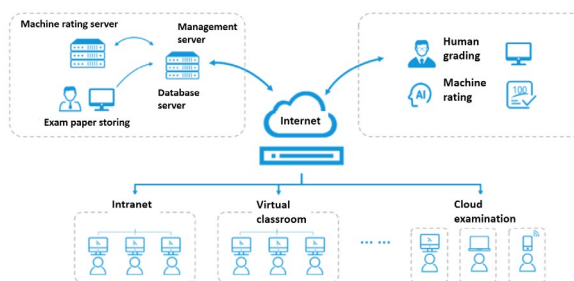 Machine rating server
Management
server
Database
server
Exam paper storing
Internet
Human
grading
Machine
rating
AI
100
Intranet
Virtual
classroom
... ...
Cloud
examination